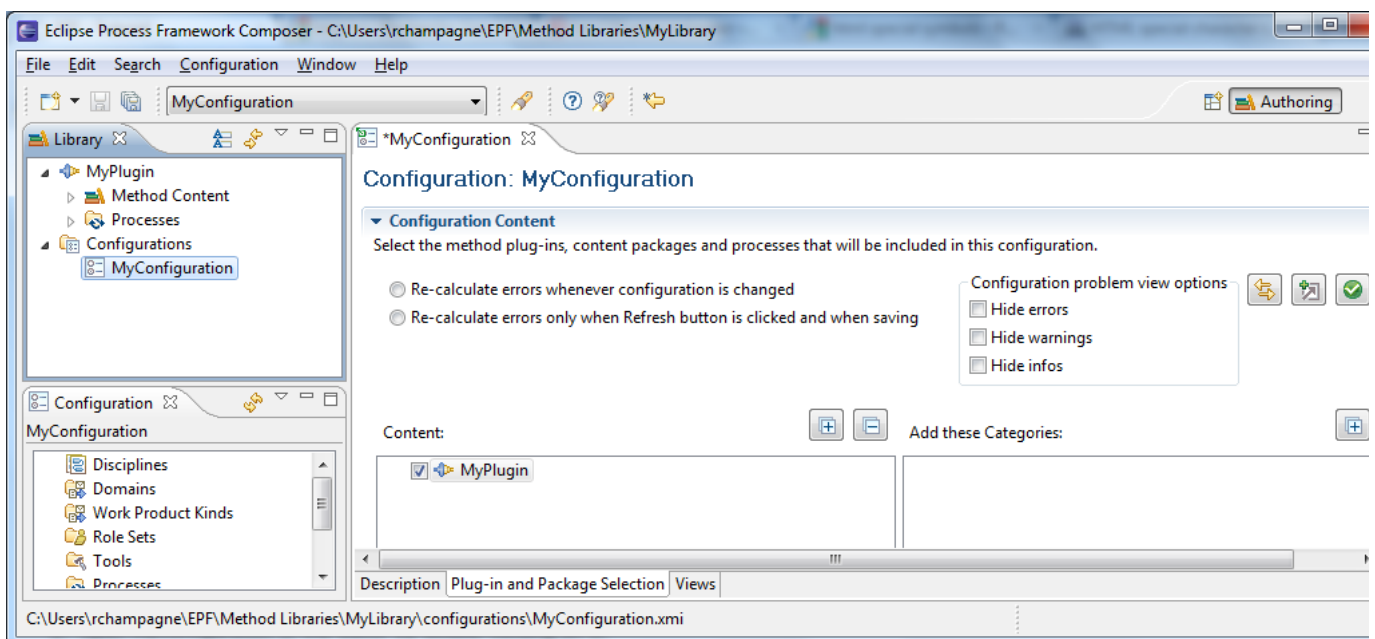 Eclipse Process Framework Composer - C:\Users\rchampagne\EPF\Method Libraries\MyLibrary
File Edit Search Configuration Window Help
MyConfiguration
Authoring
Library
MyPlugin
Method Content
Processes
Configurations
MyConfiguration
*MyConfiguration
Configuration: MyConfiguration
Configuration Content
Select the method plug-ins, content packages and processes that will be included in this configuration.
Re-calculate errors whenever configuration is changed
Re-calculate errors only when Refresh button is clicked and when saving
Configuration problem view options
Hide errors
Hide warnings
Hide infos
Configuration
MyConfiguration
Disciplines
Domains
Work Product Kinds
Role Sets
Tools
Processes
Content:
MyPlugin
Add these Categories:
Description Plug-in and Package Selection Views
C:\Users\rchampagne\EPF\Method Libraries\MyLibrary\configurations\MyConfiguration.xmi